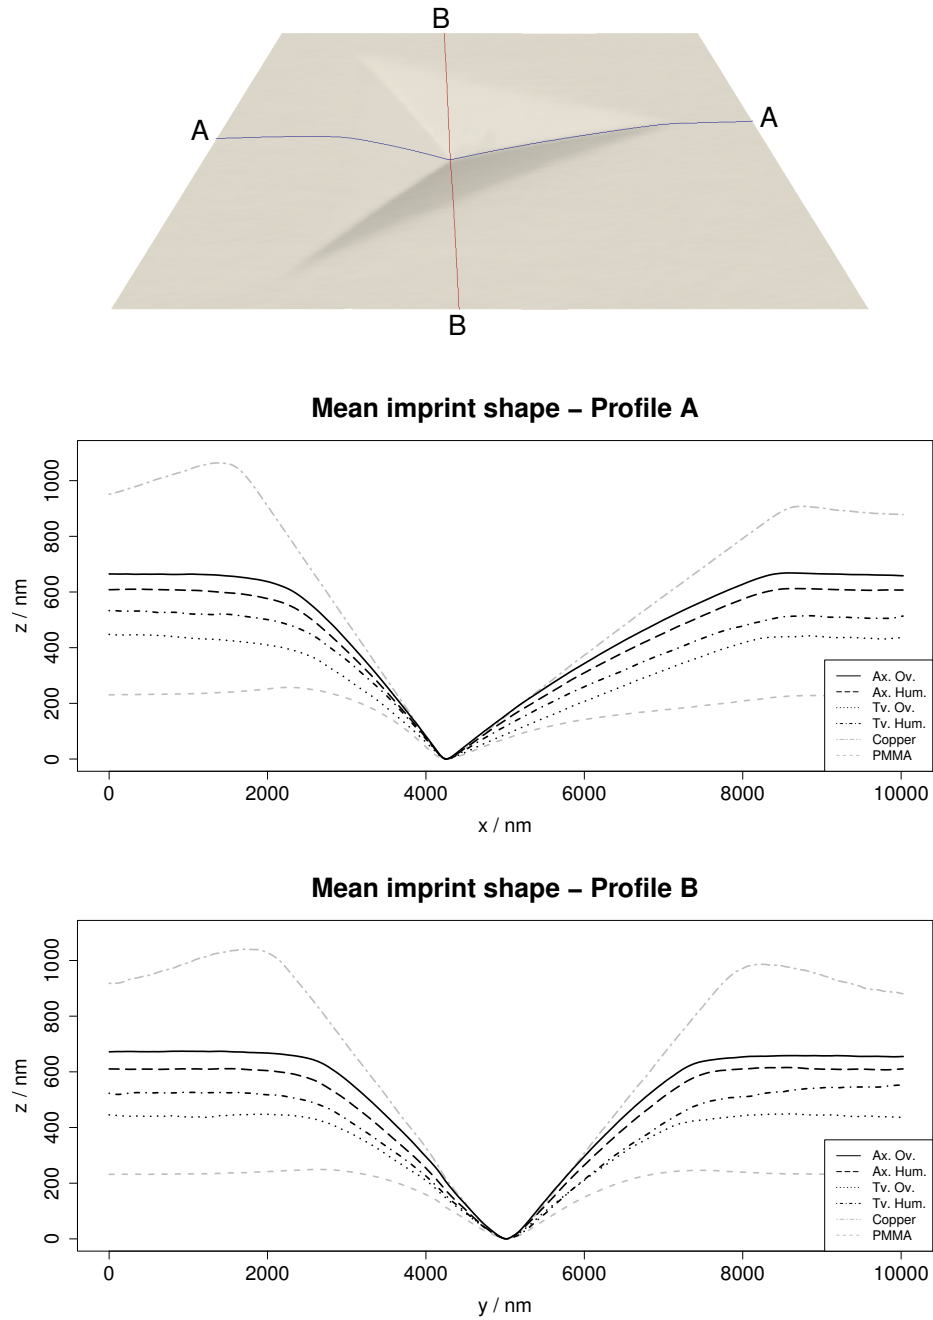 B
A
A
B
Mean imprint shape – Profile A
z / nm
0 200 400 600 800 1000
Ax. Ov.
Ax. Hum.
Tv. Ov.
Tv. Hum.
Copper
PMMA
0 2000 4000 6000 8000 10000
x / nm
Mean imprint shape – Profile B
z / nm
0 200 400 600 800 1000
Ax. Ov.
Ax. Hum.
Tv. Ov.
Tv. Hum.
Copper
PMMA
0 2000 4000 6000 8000 10000
y / nm